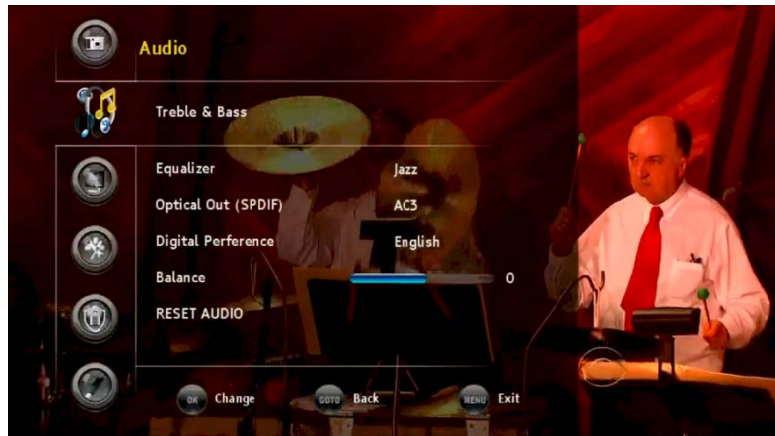 Audio
Treble & Bass
Equalizer Jazz
Optical Out (SPDIF) AC3
Digital Perference English
Balance 0
RESET AUDIO
OK Change GOTO Back MENU Exit